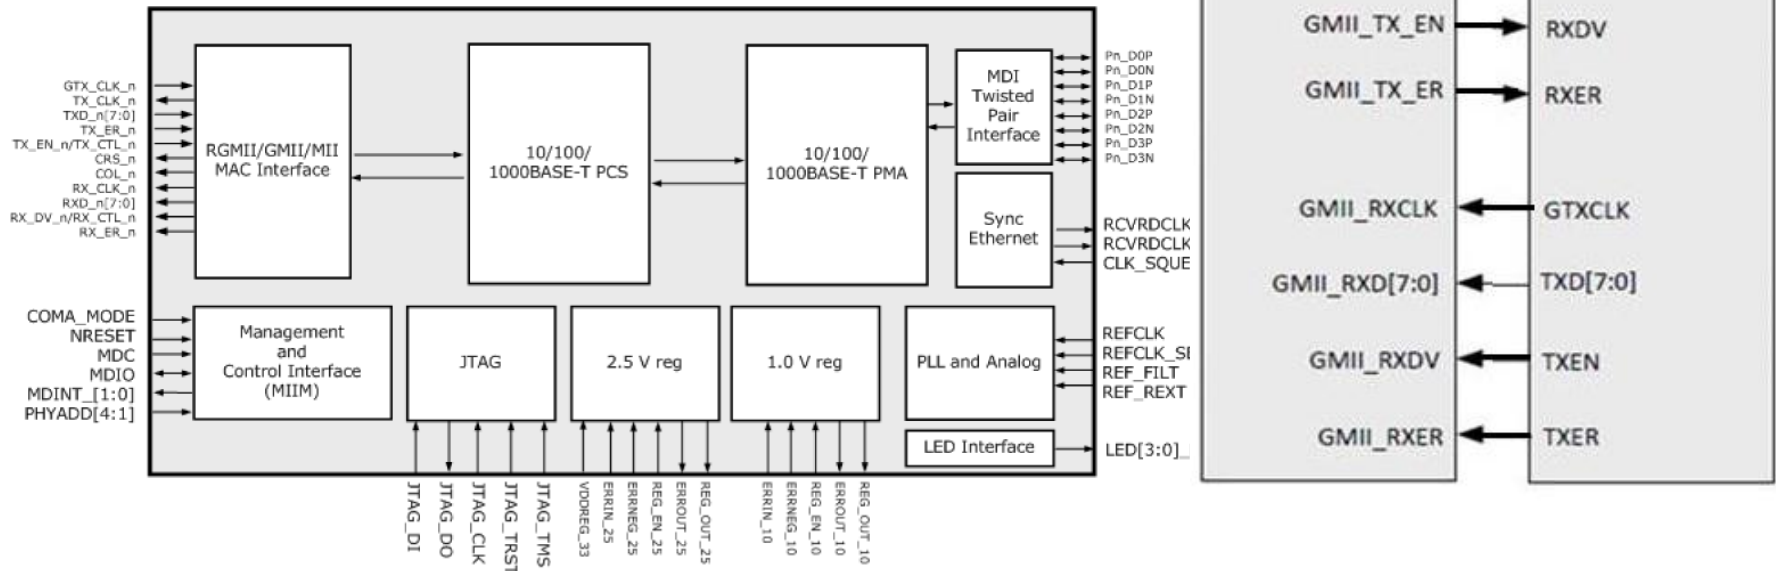 GTX_CLK_n
TX_CLK_n
TXD_n[7:0]
TX_ER_n
TX_EN_n/TX_CTL_n
CRS_n
COL_n
RX_CLK_n
RXD_n[7:0]
RX_DV_n/RX_CTL_n
RX_ER_n
RGMII/GMII/MII
MAC Interface
10/100/
1000BASE-T PCS
10/100/
1000BASE-T PMA
MDI
Twisted
Pair
Interface
Pn_D0P
Pn_D0N
Pn_D1P
Pn_D1N
Pn_D2P
Pn_D2N
Pn_D3P
Pn_D3N
Sync
Ethernet
RCVRDCLK
RCVRDCLK
CLK_SQUE
COMA_MODE
NRESET
MDC
MDIO
MDINT_[1:0]
PHYADD[4:1]
Management
and
Control Interface
(MIIM)
JTAG
2.5 V reg
1.0 V reg
PLL and Analog
REFCLK
REFCLK_SE
REF_FILT
REF_REXT
LED Interface
LED[3:0]_
JTAG_DI
JTAG_DO
JTAG_CLK
JTAG_TRST
JTAG_TMS
VDDREG_33
ERRIN_25
ERRNEG_25
REG_EN_25
ERROUT_25
REG_OUT_25
ERRIN_10
ERRNEG_10
REG_EN_10
ERROUT_10
REG_OUT_10
GMII_TX_EN
RXDV
GMII_TX_ER
RXER
GMII_RXCLK
GTXCLK
GMII_RXD[7:0]
TXD[7:0]
GMII_RXDV
TXEN
GMII_RXER
TXER